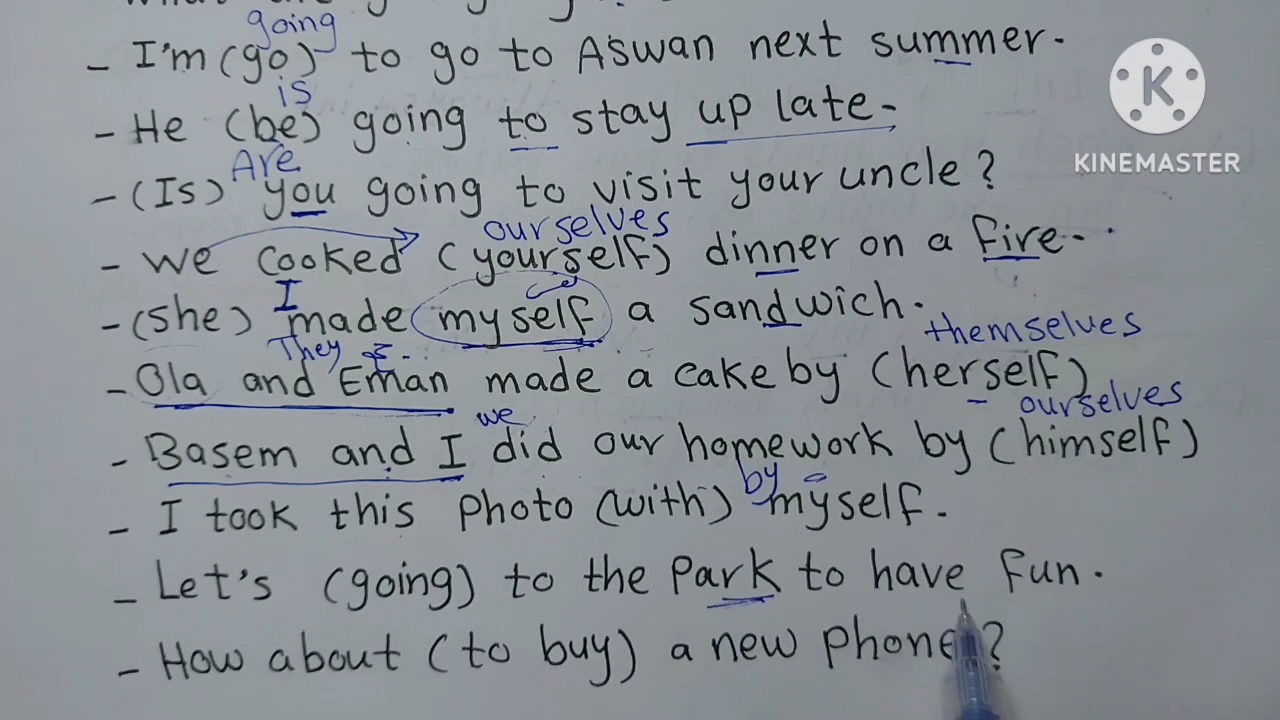 going
- I'm (go) to go to Aswan next summer.
is
- He (be) going to stay up late.
Are
- (Is) you going to visit your uncle?
ourselves
- We cooked (yourself) dinner on a fire.
I
- (she) made myself a sandwich.
They themselves
- Ola and Eman made a cake by (herself)
we ourselves
- Basem and I did our homework by (himself)
by
- I took this photo (with) myself.
- Let's (going) to the park to have fun.
- How about (to buy) a new phone?
K
KINEMASTER